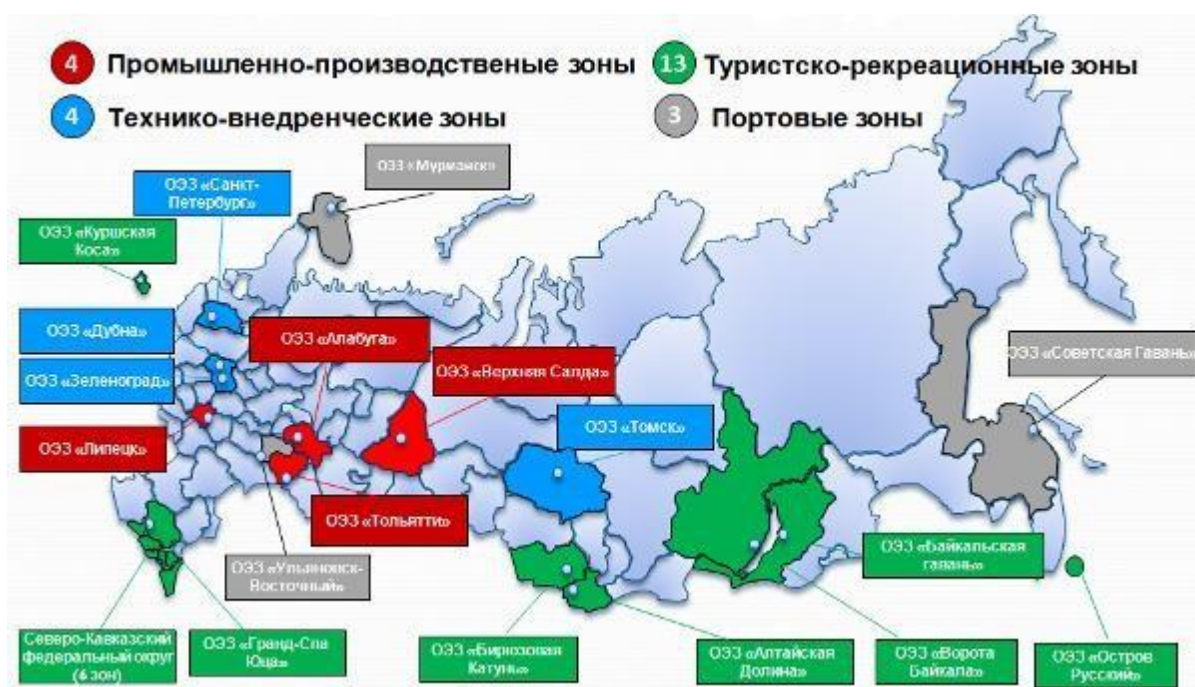 4
Промышленно-производственые зоны
13
Туристско-рекреационные зоны
4
Технико-внедренческие зоны
3
Портовые зоны
ОЭЗ «Мурманск»
ОЭЗ «Санкт-
Петербург»
ОЭЗ «Куршская
Коса»
ОЭЗ «Дубна»
ОЭЗ «Алабуга»
ОЭЗ «Советская Гавань»
ОЭЗ «Зеленоград»
ОЭЗ «Верхняя Салда»
ОЭЗ «Томск»
ОЭЗ «Липецк»
ОЭЗ «Тольятти»
ОЭЗ «Байкальская
гавань»
ОЭЗ «Ульяновск-
Восточный»
Северо-Кавказский
федеральный округ
(6 зон)
ОЭЗ «Гранд-Спа
Юца»
ОЭЗ «Бирюзовая
Катунь»
ОЭЗ «Алтайская
Долина»
ОЭЗ «Ворота
Байкала»
ОЭЗ «Остров
Русский»